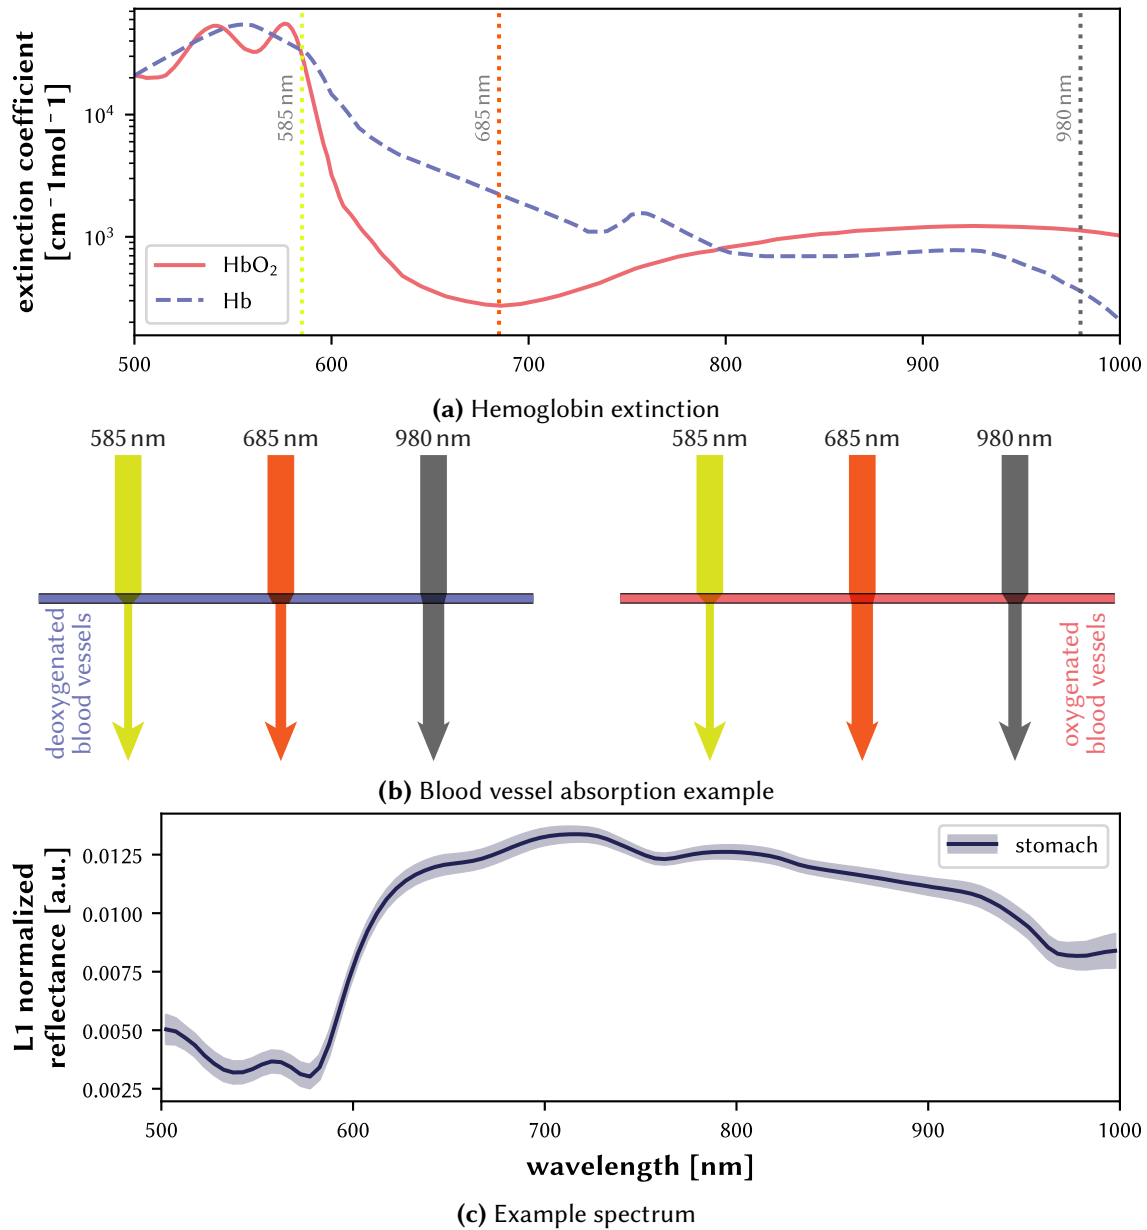 extinction coefficient
[cm⁻1mol⁻1]
10⁴
10³
585 nm
685 nm
980 nm
HbO₂
Hb
500
600
700
800
900
1000
(a) Hemoglobin extinction
585 nm
685 nm
980 nm
585 nm
685 nm
980 nm
deoxygenated
blood vessels
oxygenated
blood vessels
(b) Blood vessel absorption example
L1 normalized
reflectance [a.u.]
0.0125
0.0100
0.0075
0.0050
0.0025
stomach
500
600
700
800
900
1000
wavelength [nm]
(c) Example spectrum